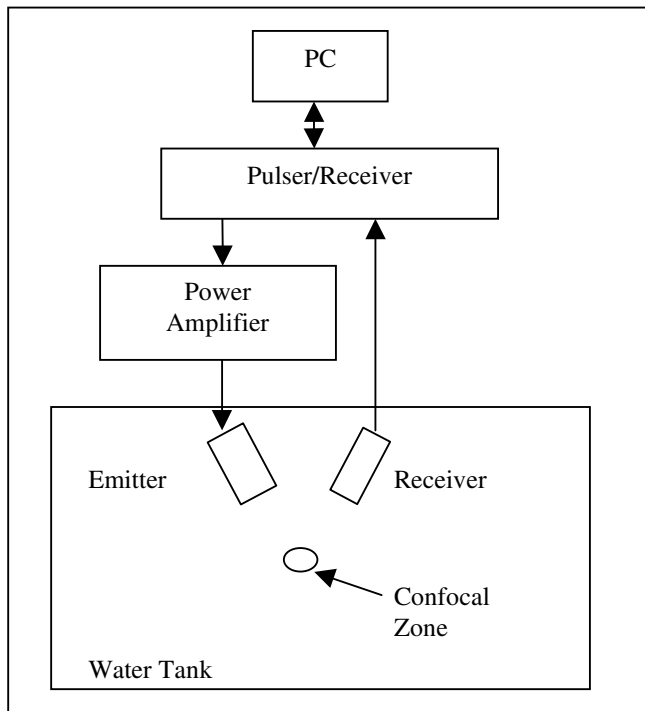 PC
Pulser/Receiver
Power
Amplifier
Emitter
Receiver
Confocal
Zone
Water Tank